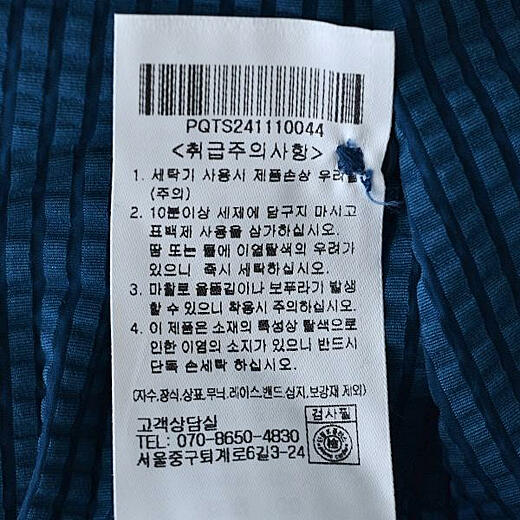 PQTS241110044
<취급주의사항>
1. 세탁기 사용시 제품손상 우려
(주의)
2. 10분이상 세제에 담구지 마시고
표백제 사용을 삼가하십시오.
땀 또는 물에 이염탈색의 우려가
있으니 즉시 세탁하십시오.
3. 마찰로 올뜯김이나 보푸라기 발생
할 수 있으니 착용시 주의하십시오.
4. 이 제품은 소재의 특성상 탈색으로
인한 이염의 소지가 있으니 반드시
단독 손세탁 하십시오.
(자수,장식,상표,무늬,레이스,밴드,심지,보강재 제외)
검사필
고객상담실
TEL: 070-8650-4830
서울중구퇴계로6길3-24